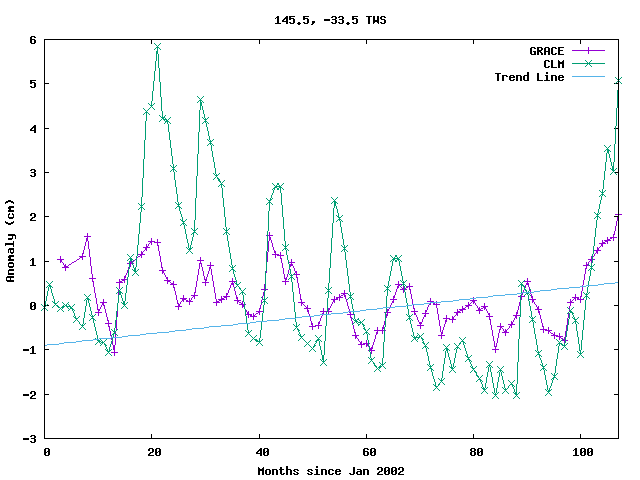 145.5, -33.5 TWS
GRACE
CLM
Trend Line
6
5
4
3
2
1
0
-1
-2
-3
Anomaly (cm)
0 20 40 60 80 100
Months since Jan 2002